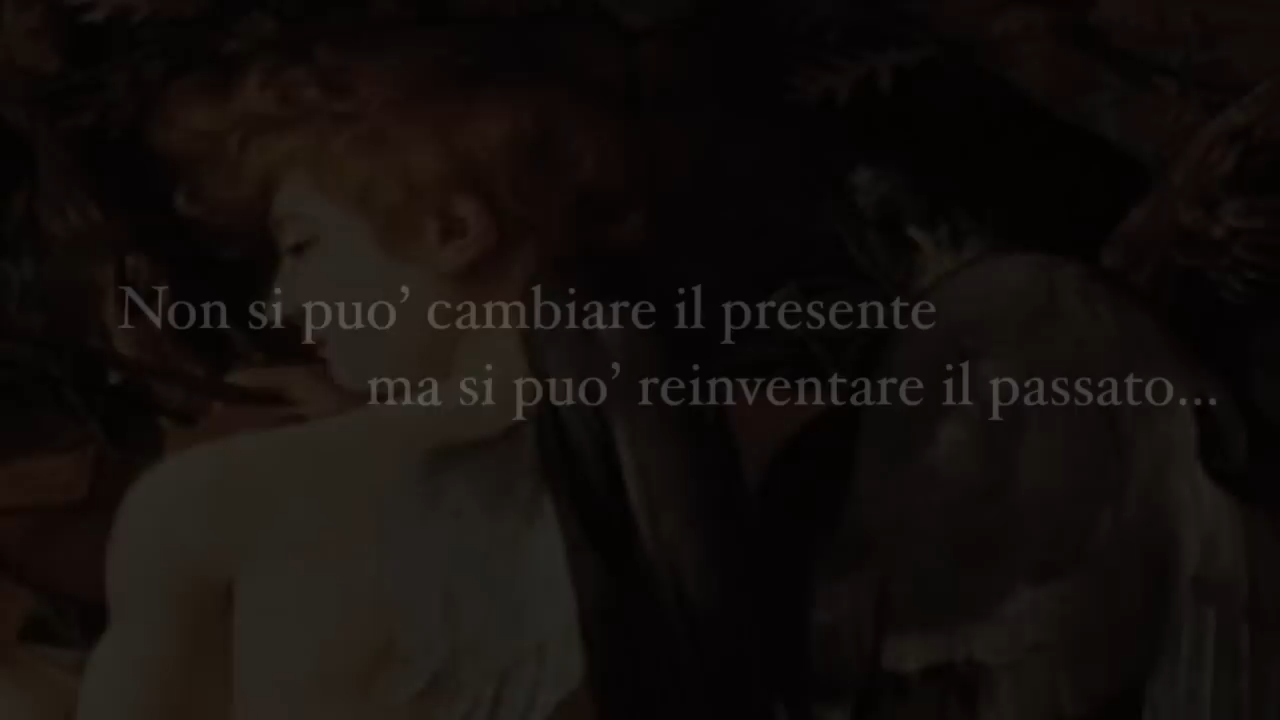 Non si puo’ cambiare il presente
ma si puo’ reinventare il passato...